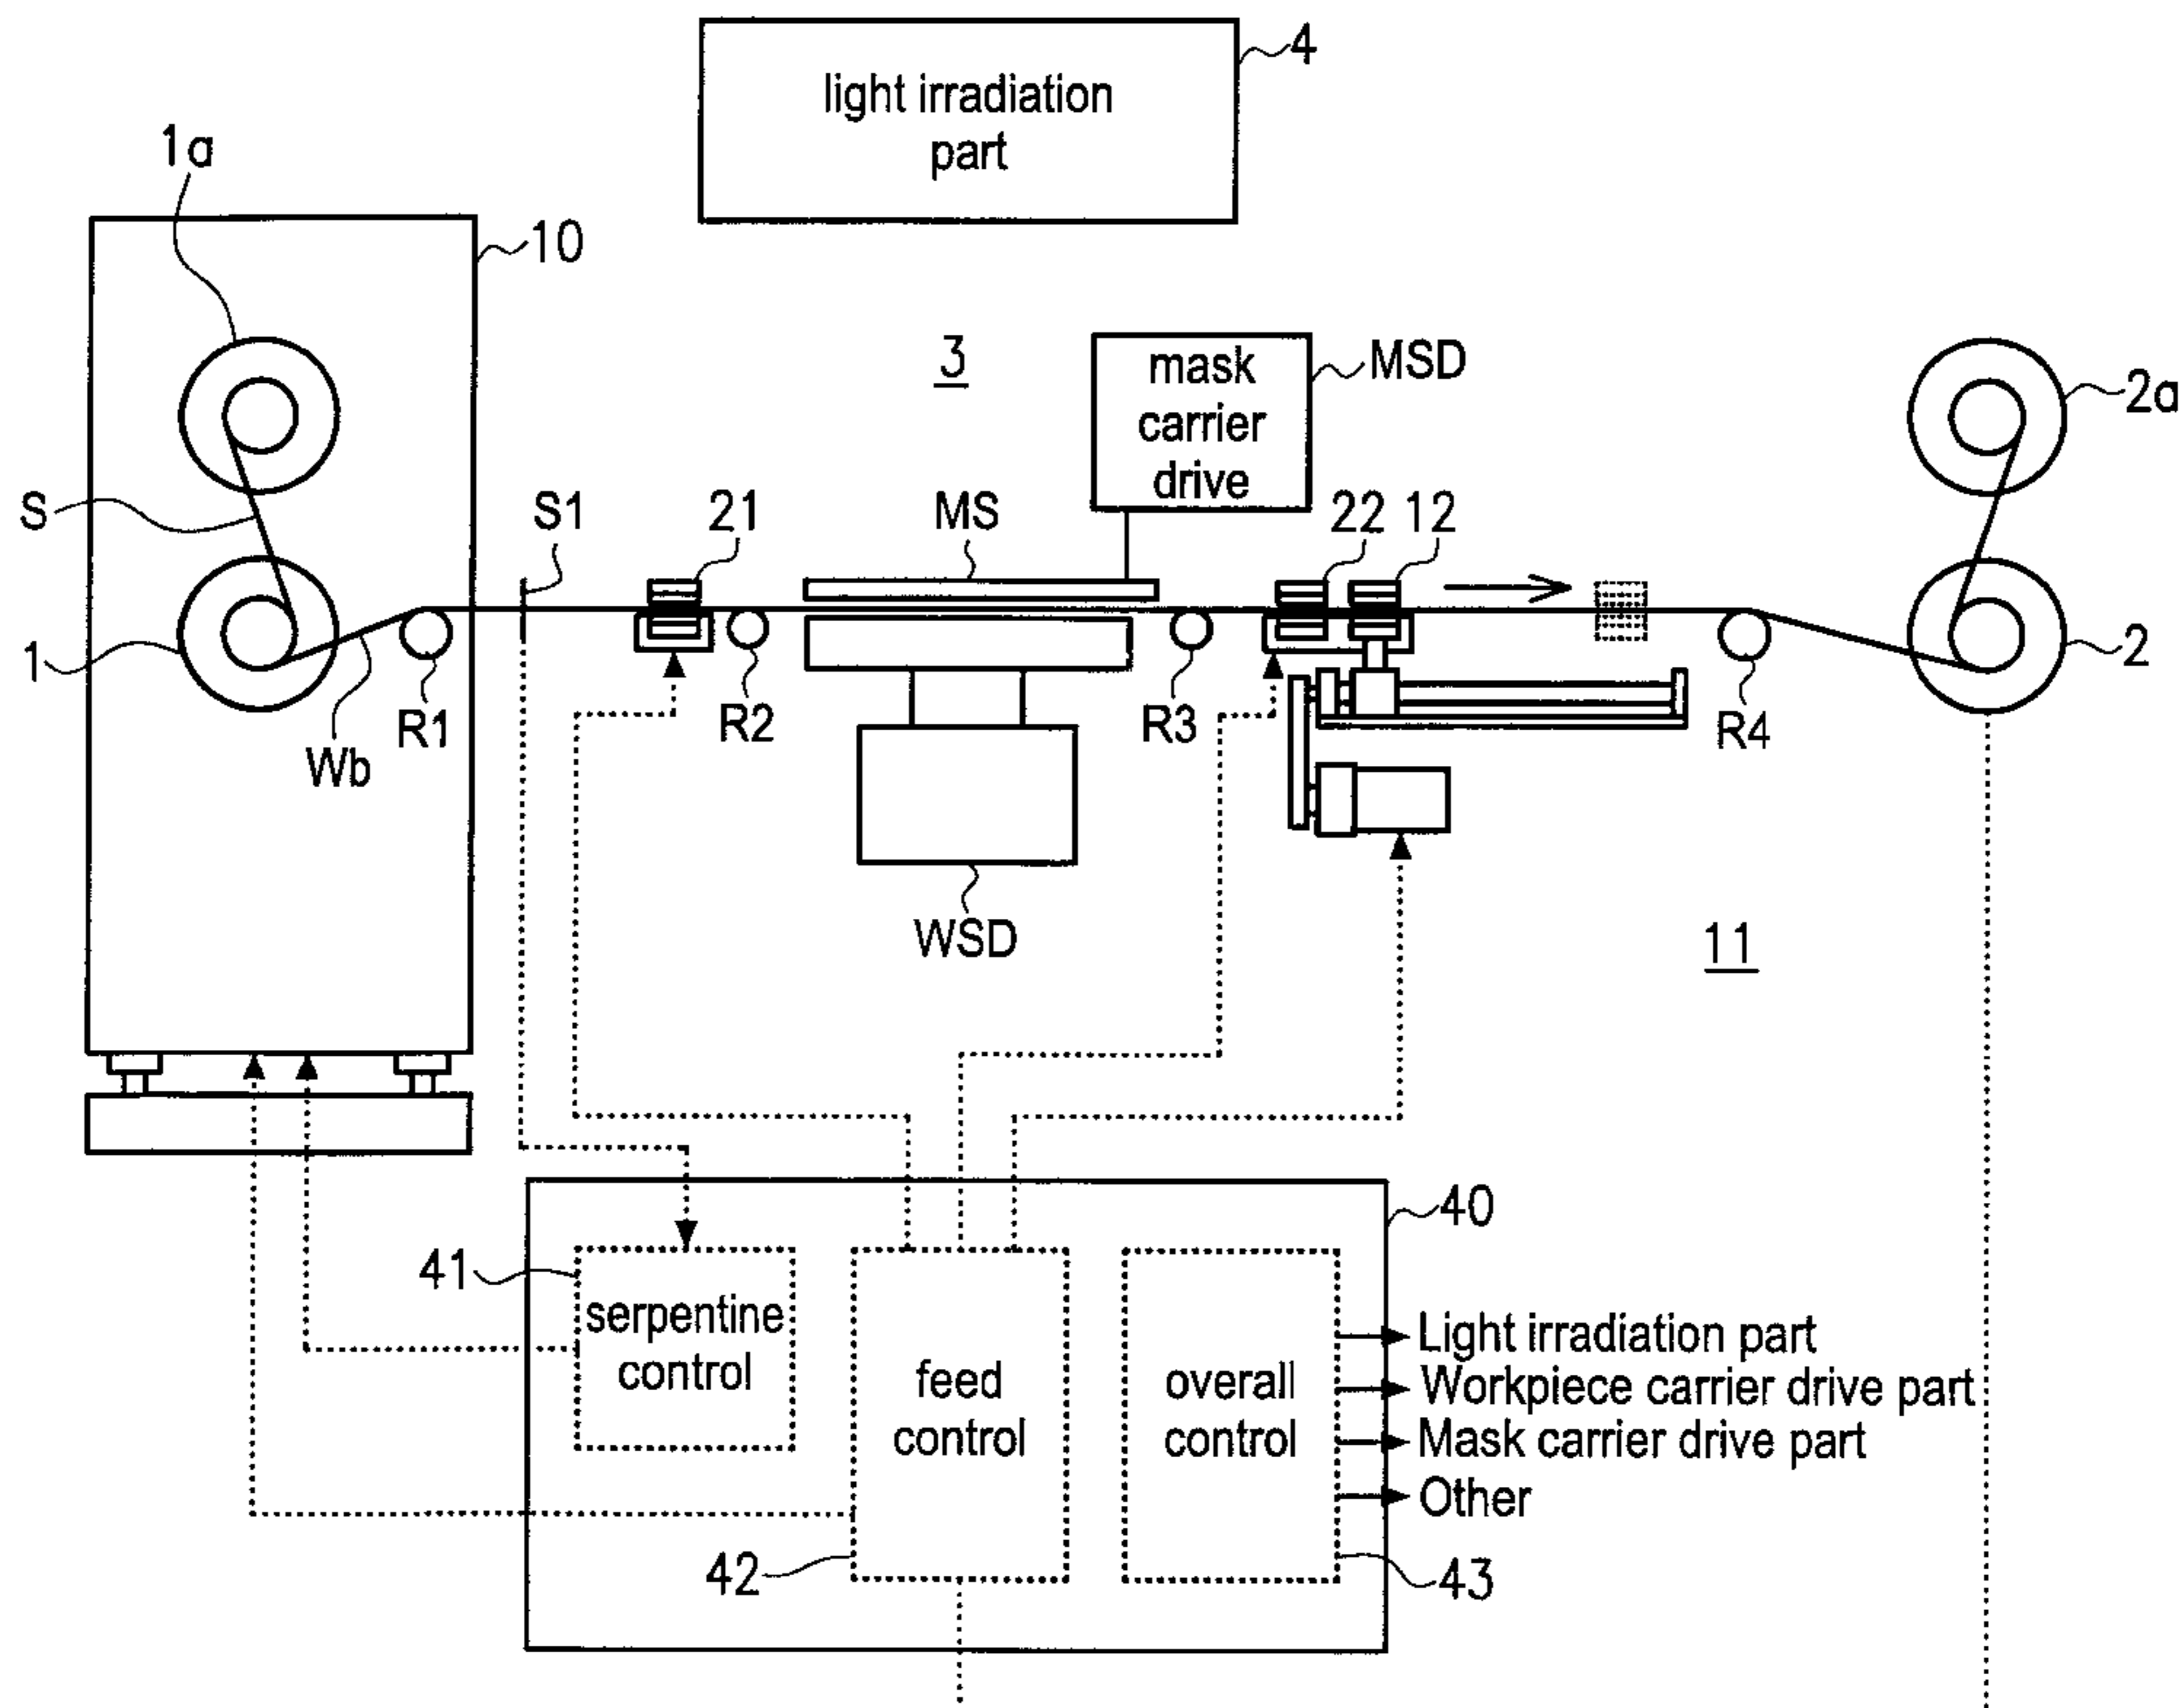 4
light irradiation
part
1a
10
3
mask
carrier
drive
MSD
2a
S
S1
21
MS
22
12
1
R1
Wb
R2
R3
R4
2
WSD
11
40
41
serpentine
control
feed
control
overall
control
Light irradiation part
Workpiece carrier drive part
Mask carrier drive part
Other
42
43